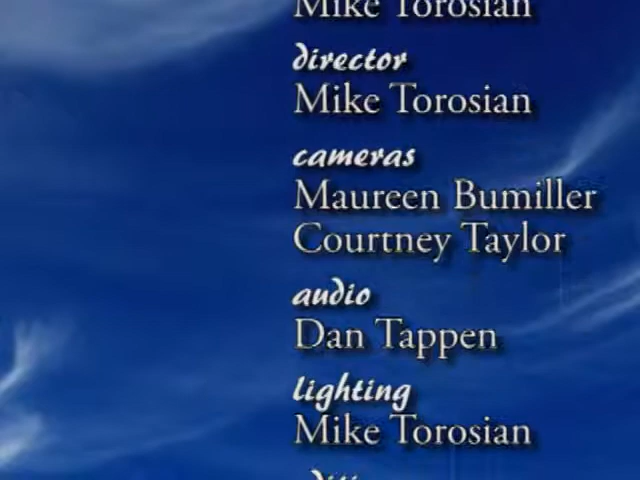 Mike Torosian
director
Mike Torosian
cameras
Maureen Bumiller
Courtney Taylor
audio
Dan Tappen
lighting
Mike Torosian